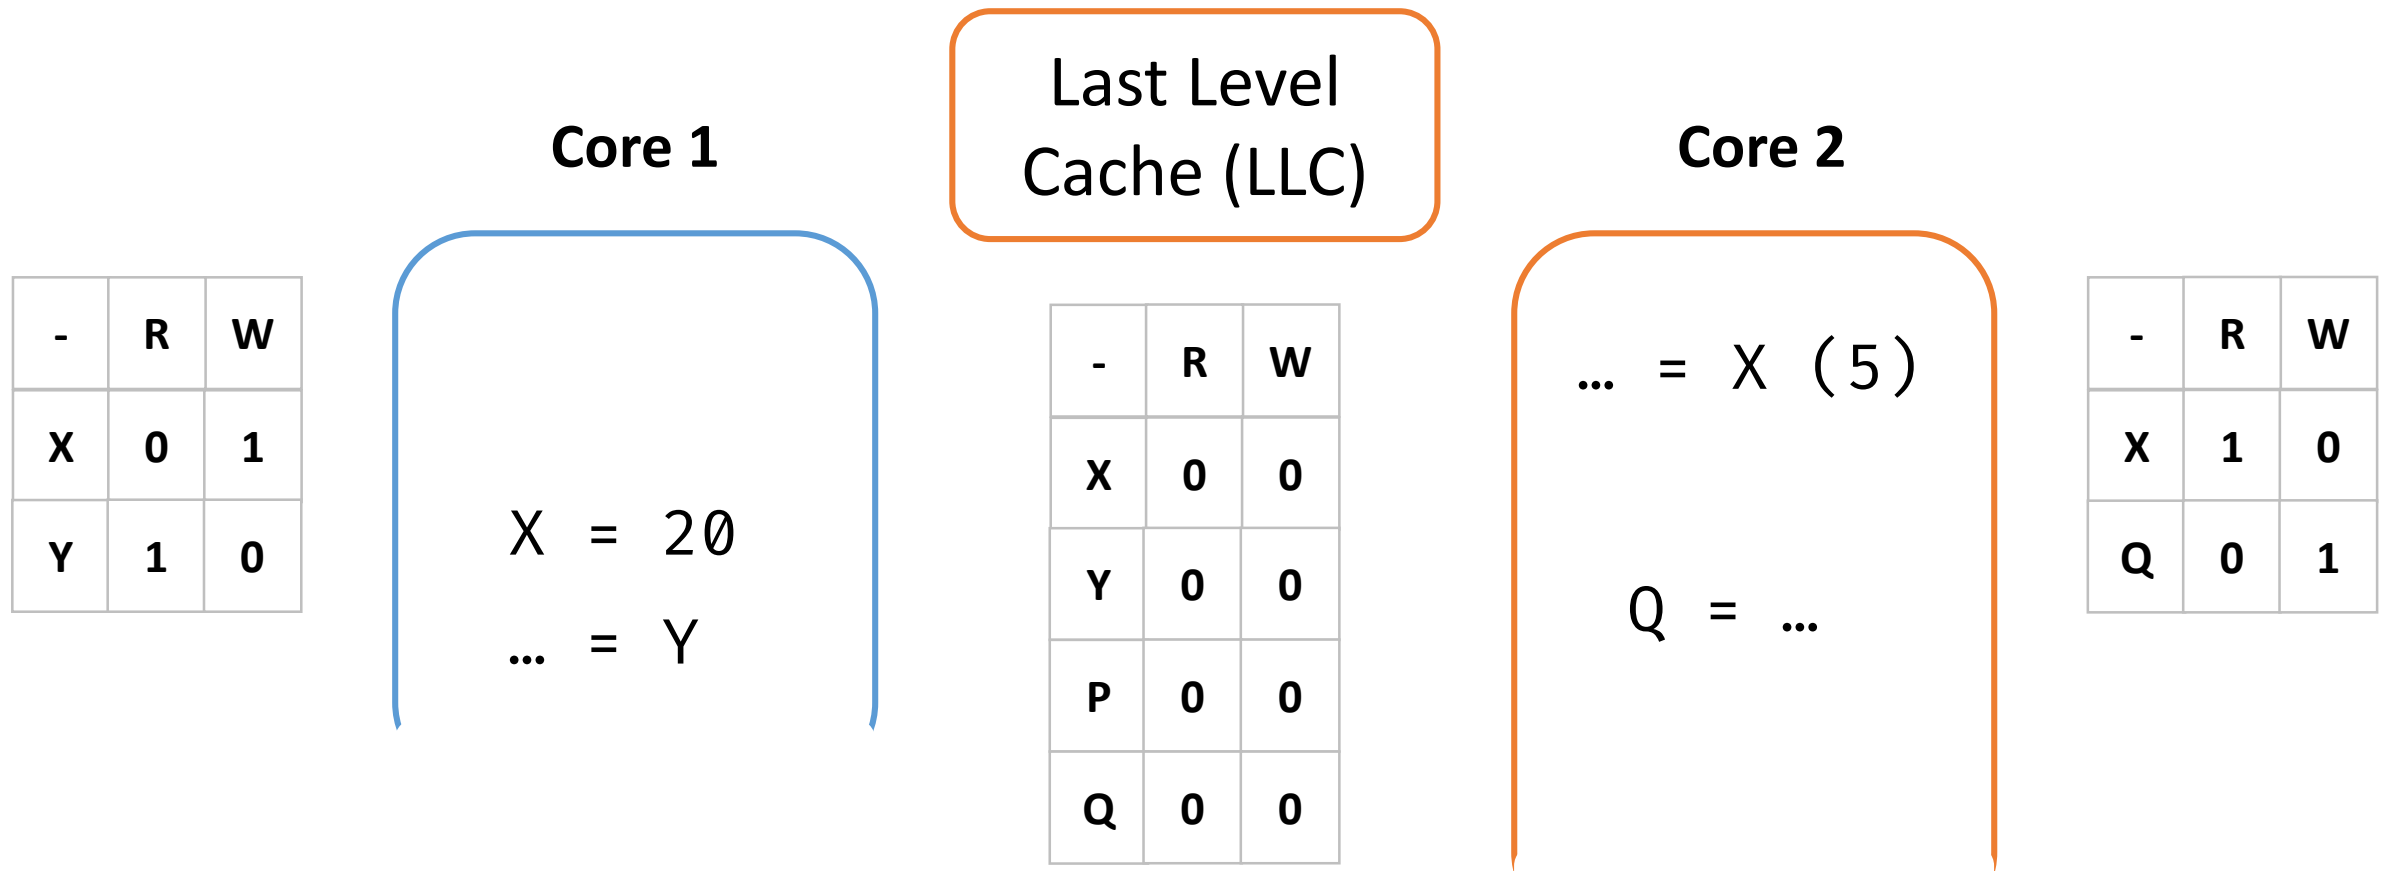 Last Level
Cache (LLC)
Core 1
Core 2
- R W
X 0 1
Y 1 0
X = 20
… = Y
- R W
X 0 0
Y 0 0
P 0 0
Q 0 0
… = X (5)
Q = …
- R W
X 1 0
Q 0 1